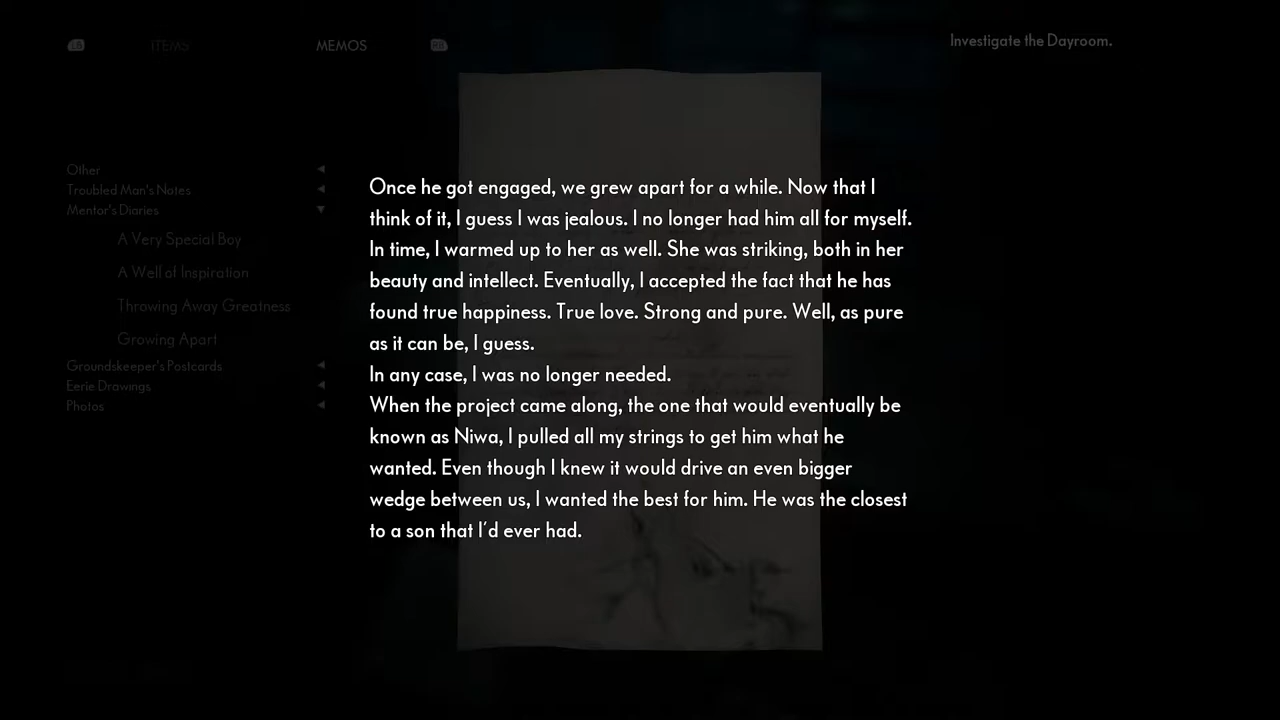 LB ITEMS MEMOS RB
Investigate the Dayroom.
Other
Troubled Man's Notes
Mentor's Diaries
A Very Special Boy
A Well of Inspiration
Throwing Away Greatness
Growing Apart
Groundskeeper's Postcards
Eerie Drawings
Photos
Once he got engaged, we grew apart for a while. Now that I
think of it, I guess I was jealous. I no longer had him all for myself.
In time, I warmed up to her as well. She was striking, both in her
beauty and intellect. Eventually, I accepted the fact that he has
found true happiness. True love. Strong and pure. Well, as pure
as it can be, I guess.
In any case, I was no longer needed.
When the project came along, the one that would eventually be
known as Niwa, I pulled all my strings to get him what he
wanted. Even though I knew it would drive an even bigger
wedge between us, I wanted the best for him. He was the closest
to a son that I'd ever had.